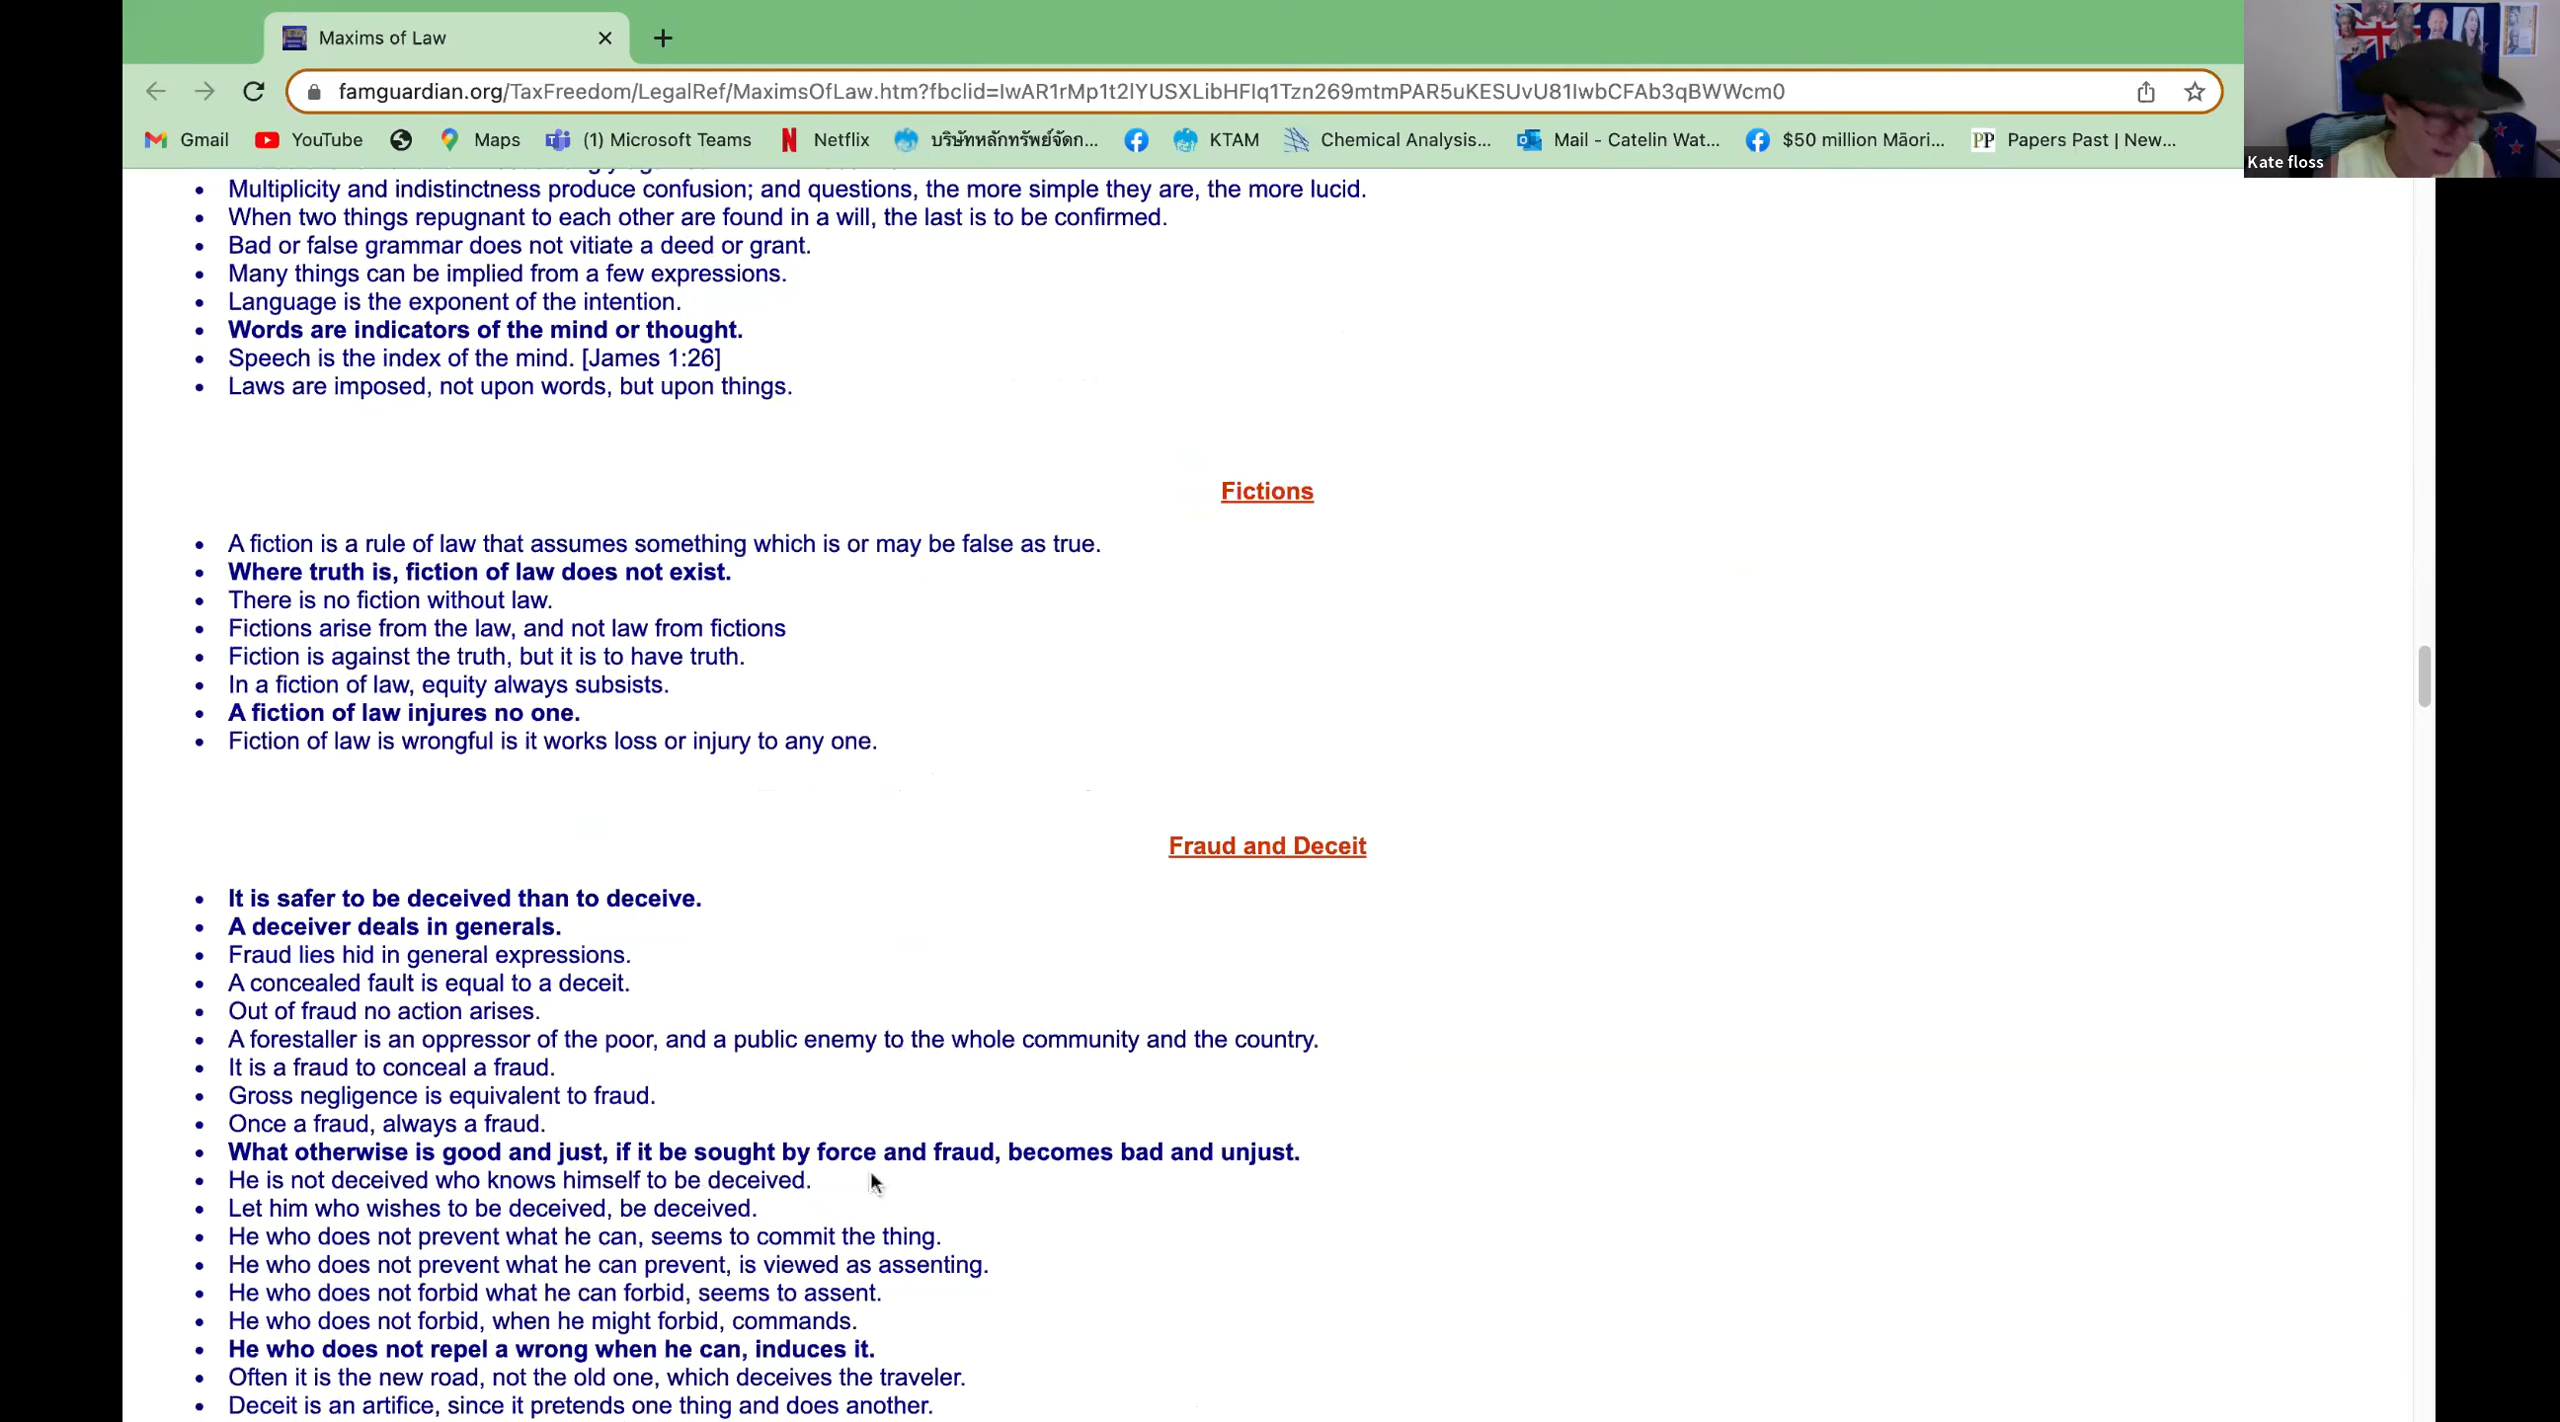 Maxims of Law
famguardian.org/TaxFreedom/LegalRef/MaximsOfLaw.htm?fbclid=IwAR1rMp1t2lYUSXLibHFlq1Tzn269mtmPAR5uKESUvU81IwbCFAb3qBWWcm0
Gmail YouTube Maps (1) Microsoft Teams Netflix บริษัทหลักทรัพย์จัดก... KTAM Chemical Analysis... Mail - Catelin Wat... $50 million Māori... PP Papers Past | New...
Kate floss
• Multiplicity and indistinctness produce confusion; and questions, the more simple they are, the more lucid.
• When two things repugnant to each other are found in a will, the last is to be confirmed.
• Bad or false grammar does not vitiate a deed or grant.
• Many things can be implied from a few expressions.
• Language is the exponent of the intention.
• Words are indicators of the mind or thought.
• Speech is the index of the mind. [James 1:26]
• Laws are imposed, not upon words, but upon things.
Fictions
• A fiction is a rule of law that assumes something which is or may be false as true.
• Where truth is, fiction of law does not exist.
• There is no fiction without law.
• Fictions arise from the law, and not law from fictions
• Fiction is against the truth, but it is to have truth.
• In a fiction of law, equity always subsists.
• A fiction of law injures no one.
• Fiction of law is wrongful is it works loss or injury to any one.
Fraud and Deceit
• It is safer to be deceived than to deceive.
• A deceiver deals in generals.
• Fraud lies hid in general expressions.
• A concealed fault is equal to a deceit.
• Out of fraud no action arises.
• A forestaller is an oppressor of the poor, and a public enemy to the whole community and the country.
• It is a fraud to conceal a fraud.
• Gross negligence is equivalent to fraud.
• Once a fraud, always a fraud.
• What otherwise is good and just, if it be sought by force and fraud, becomes bad and unjust.
• He is not deceived who knows himself to be deceived.
• Let him who wishes to be deceived, be deceived.
• He who does not prevent what he can, seems to commit the thing.
• He who does not prevent what he can prevent, is viewed as assenting.
• He who does not forbid what he can forbid, seems to assent.
• He who does not forbid, when he might forbid, commands.
• He who does not repel a wrong when he can, induces it.
• Often it is the new road, not the old one, which deceives the traveler.
• Deceit is an artifice, since it pretends one thing and does another.